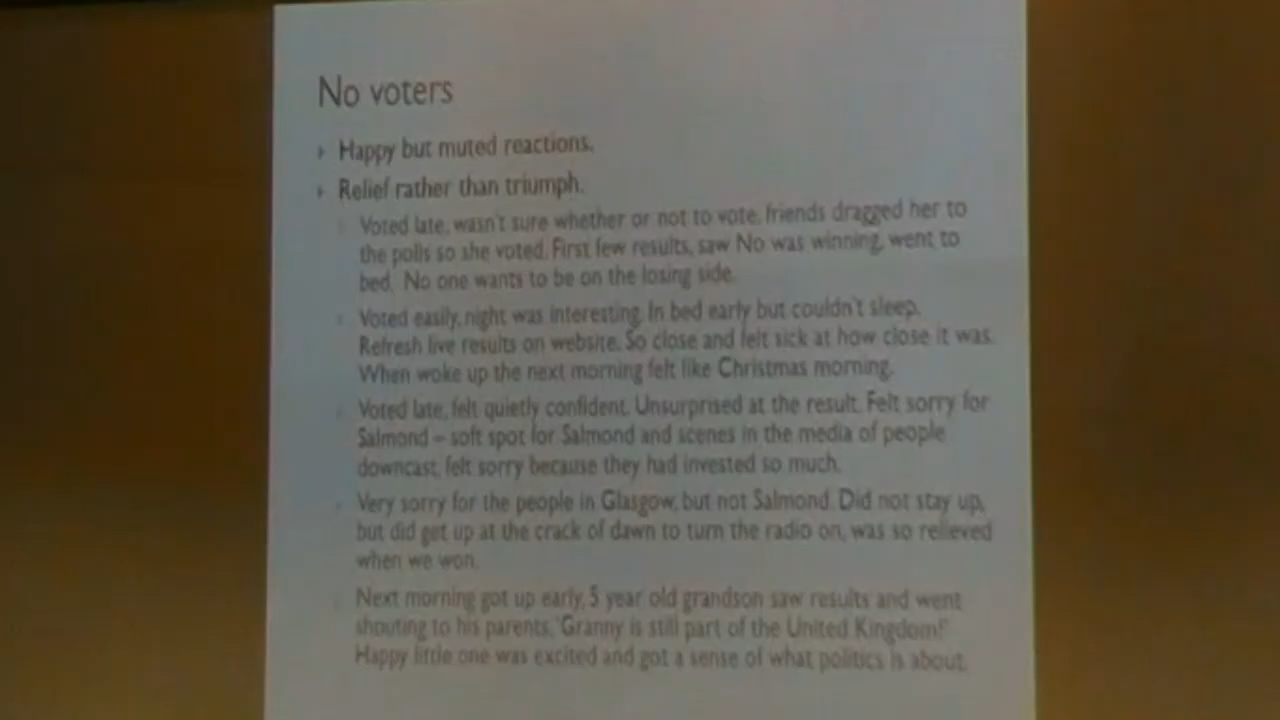 No voters
Happy but muted reactions.
Relief rather than triumph.
Voted late, wasn't sure whether or not to vote, friends dragged her to
the polls so she voted. First few results, saw No was winning, went to
bed. No one wants to be on the losing side.
Voted easily, night was interesting. In bed early but couldn't sleep.
Refresh live results on website. So close and felt sick at how close it was.
When woke up the next morning felt like Christmas morning.
Voted late, felt quietly confident. Unsurprised at the result. Felt sorry for
Salmond – soft spot for Salmond and scenes in the media of people
downcast, felt sorry because they had invested so much.
Very sorry for the people in Glasgow, but not Salmond. Did not stay up,
but did get up at the crack of dawn to turn the radio on, was so relieved
when we won.
Next morning got up early, 5 year old grandson saw results and went
shouting to his parents, 'Granny is still part of the United Kingdom!'
Happy little one was excited and got a sense of what politics is about.